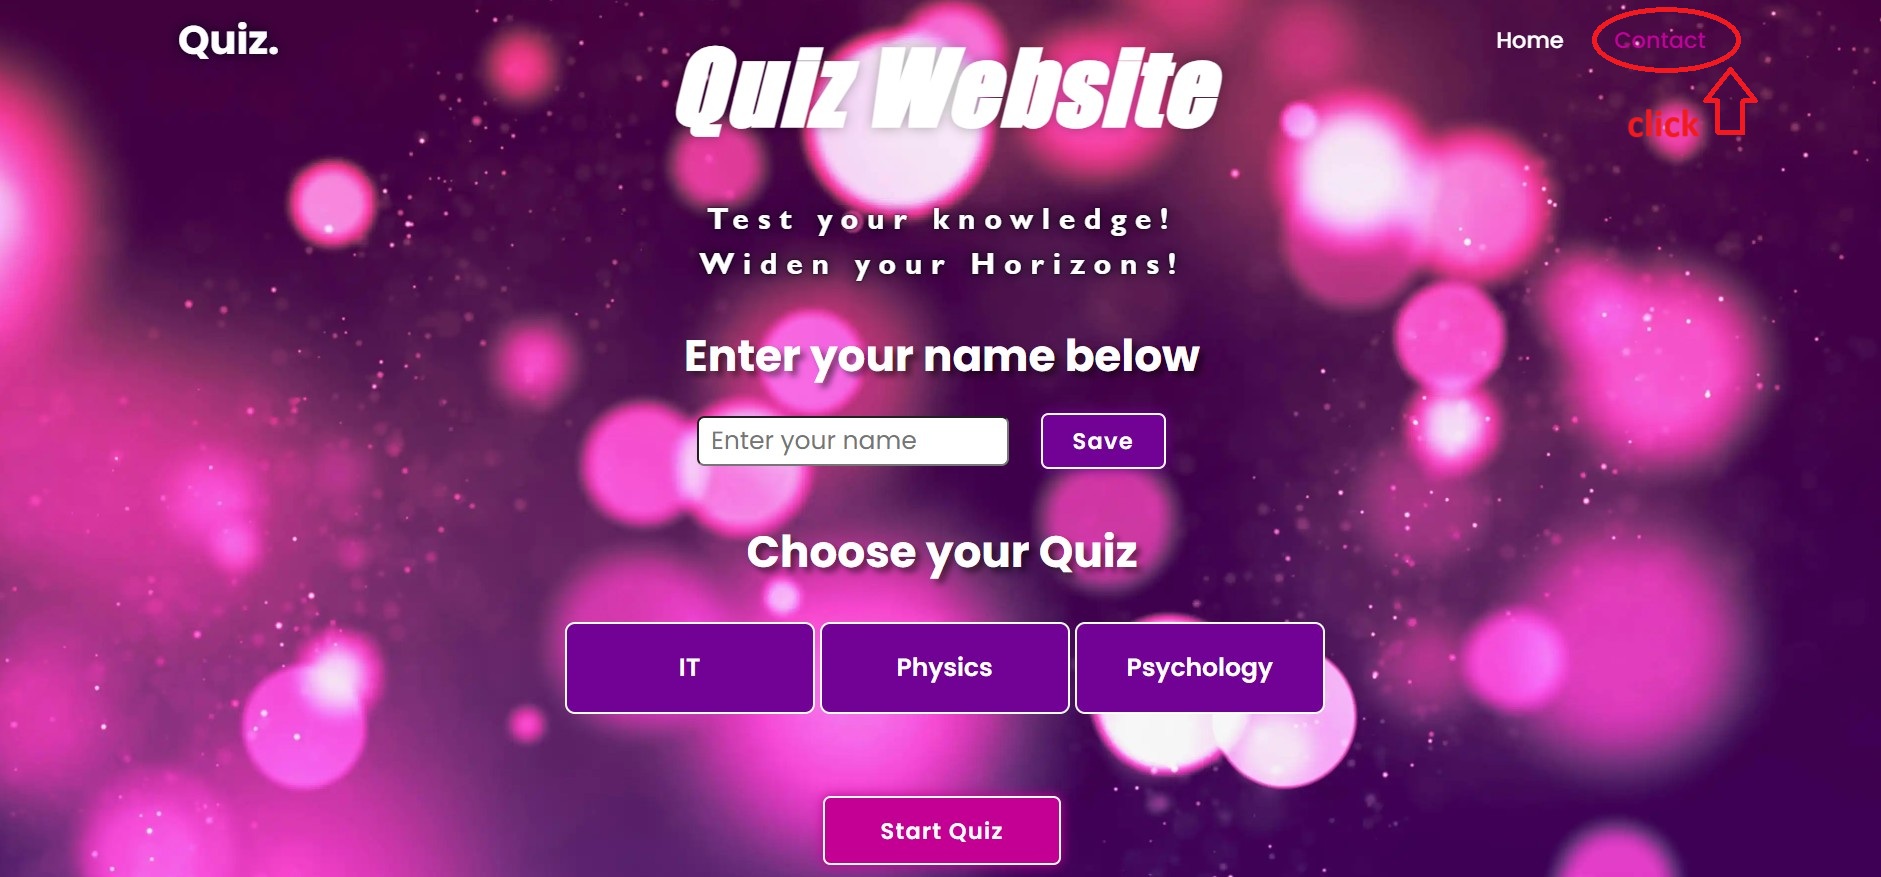 Quiz.
Home
Contact
Quiz Website
click
Test your knowledge!
Widen your Horizons!
Enter your name below
Enter your name
Save
Choose your Quiz
IT
Physics
Psychology
Start Quiz